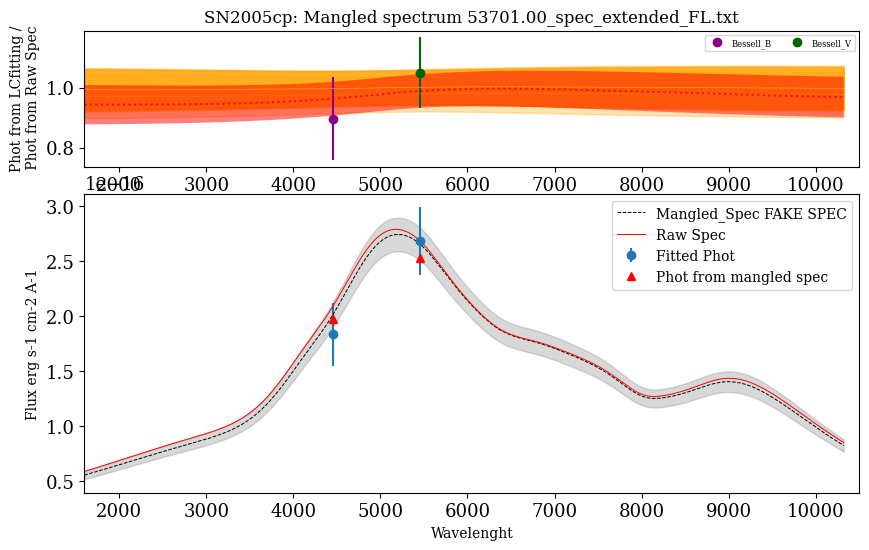 SN2005cp: Mangled spectrum 53701.00_spec_extended_FL.txt
Phot from LCfitting /
Phot from Raw Spec
1.0
0.8
Bessell_B
Bessell_V
2000 3000 4000 5000 6000 7000 8000 9000 10000
1e−16
Flux erg s-1 cm-2 A-1
3.0
2.5
2.0
1.5
1.0
0.5
Mangled_Spec FAKE SPEC
Raw Spec
Fitted Phot
Phot from mangled spec
2000 3000 4000 5000 6000 7000 8000 9000 10000
Wavelenght